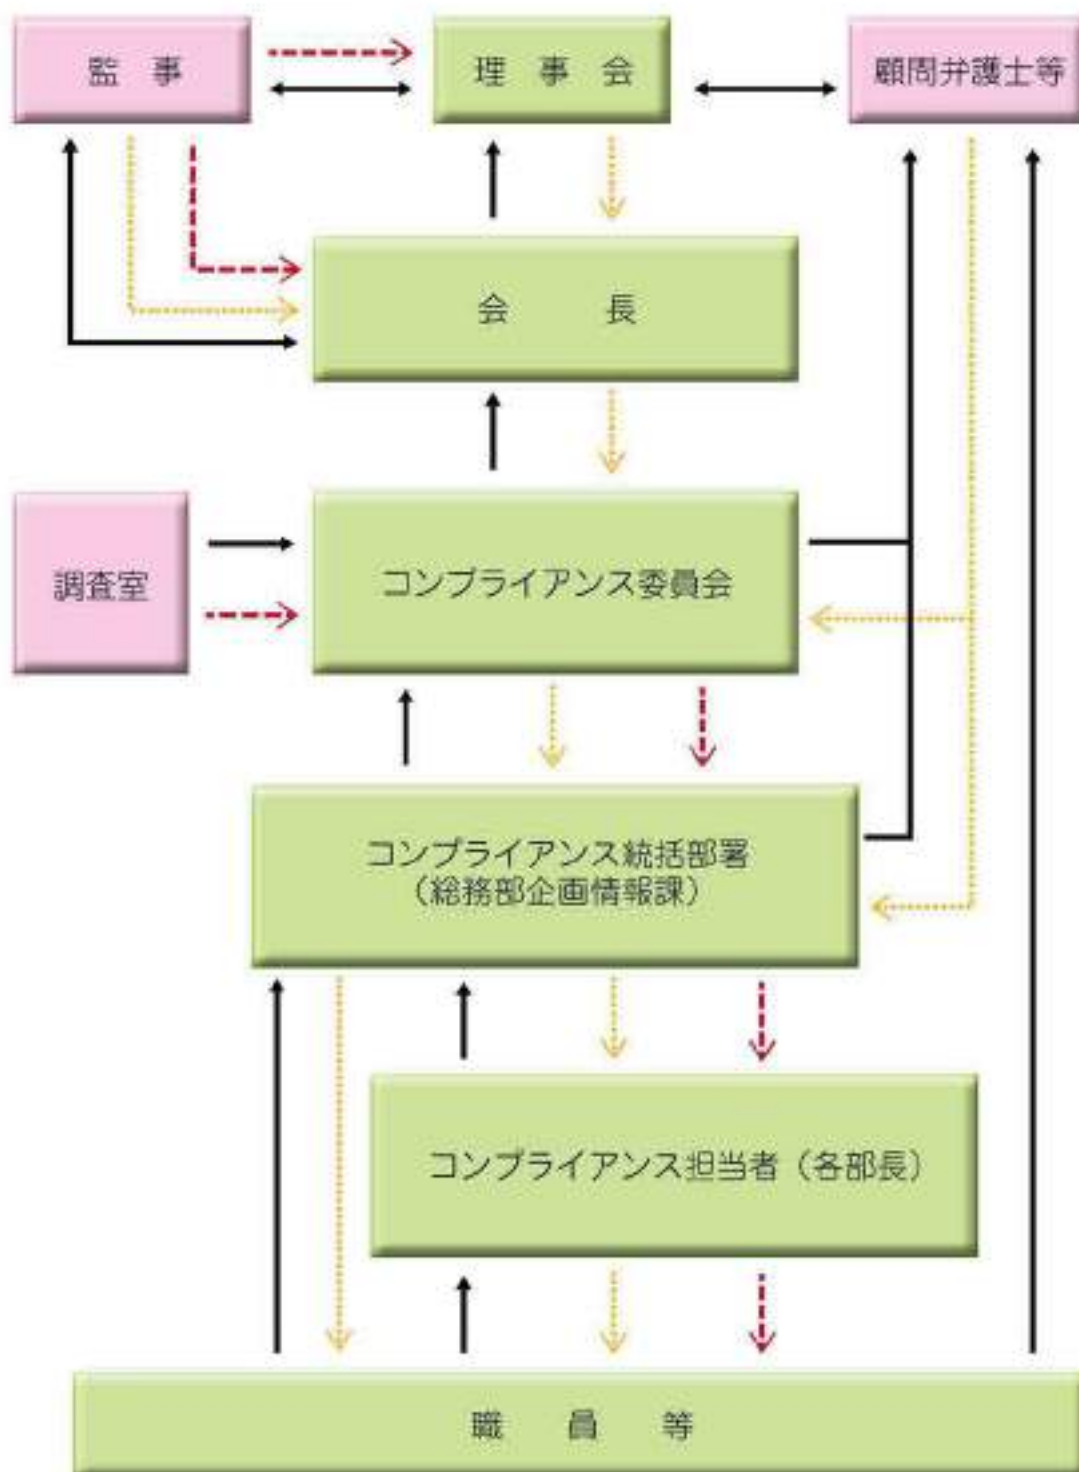 監　事
理　事　会
顧問弁護士等
会　　長
調査室
コンプライアンス委員会
コンプライアンス統括部署
（総務部企画情報課）
コンプライアンス担当者（各部長）
職　員　等